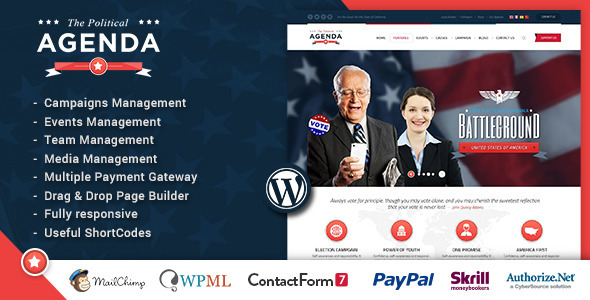 The Political
AGENDA
- Campaigns Management
- Events Management
- Team Management
- Media Management
- Multiple Payment Gateway
- Drag & Drop Page Builder
- Fully responsive
- Useful ShortCodes
The Political
AGENDA
HOME FEATURES EVENTS CAUSES CAMPAIGN BLOGS CONTACT US
VOTE
BATTLEGROUND
UNITED STATES OF AMERICA
Always vote for principle, though you may vote alone, and you may cherish the sweetest reflection
that your vote is never lost. - John Quincy Adams
ELECTION CAMPAIGN POWER OF YOUTH ONE PROMISE AMERICA FIRST
MailChimp WPML ContactForm 7 PayPal Skrill moneybookers Authorize.Net
a CyberSource solution